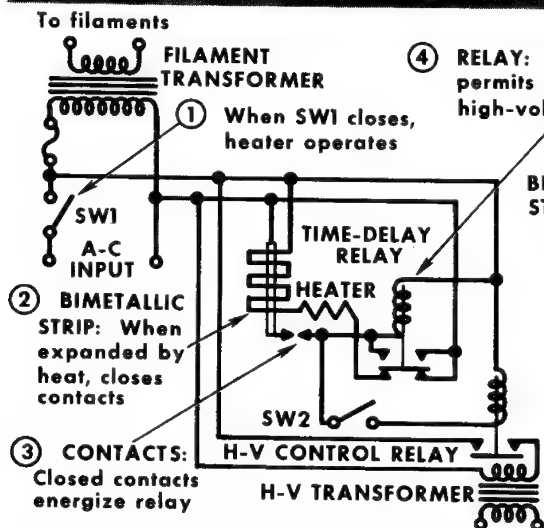 To filaments
FILAMENT
TRANSFORMER
① When SW1 closes,
heater operates
④ RELAY:
permits
high-vol
SW1
A-C
INPUT
TIME-DELAY
RELAY
HEATER
② BIMETALLIC
STRIP: When
expanded by
heat, closes
contacts
SW2
③ CONTACTS:
Closed contacts
energize relay
H-V CONTROL RELAY
H-V TRANSFORMER